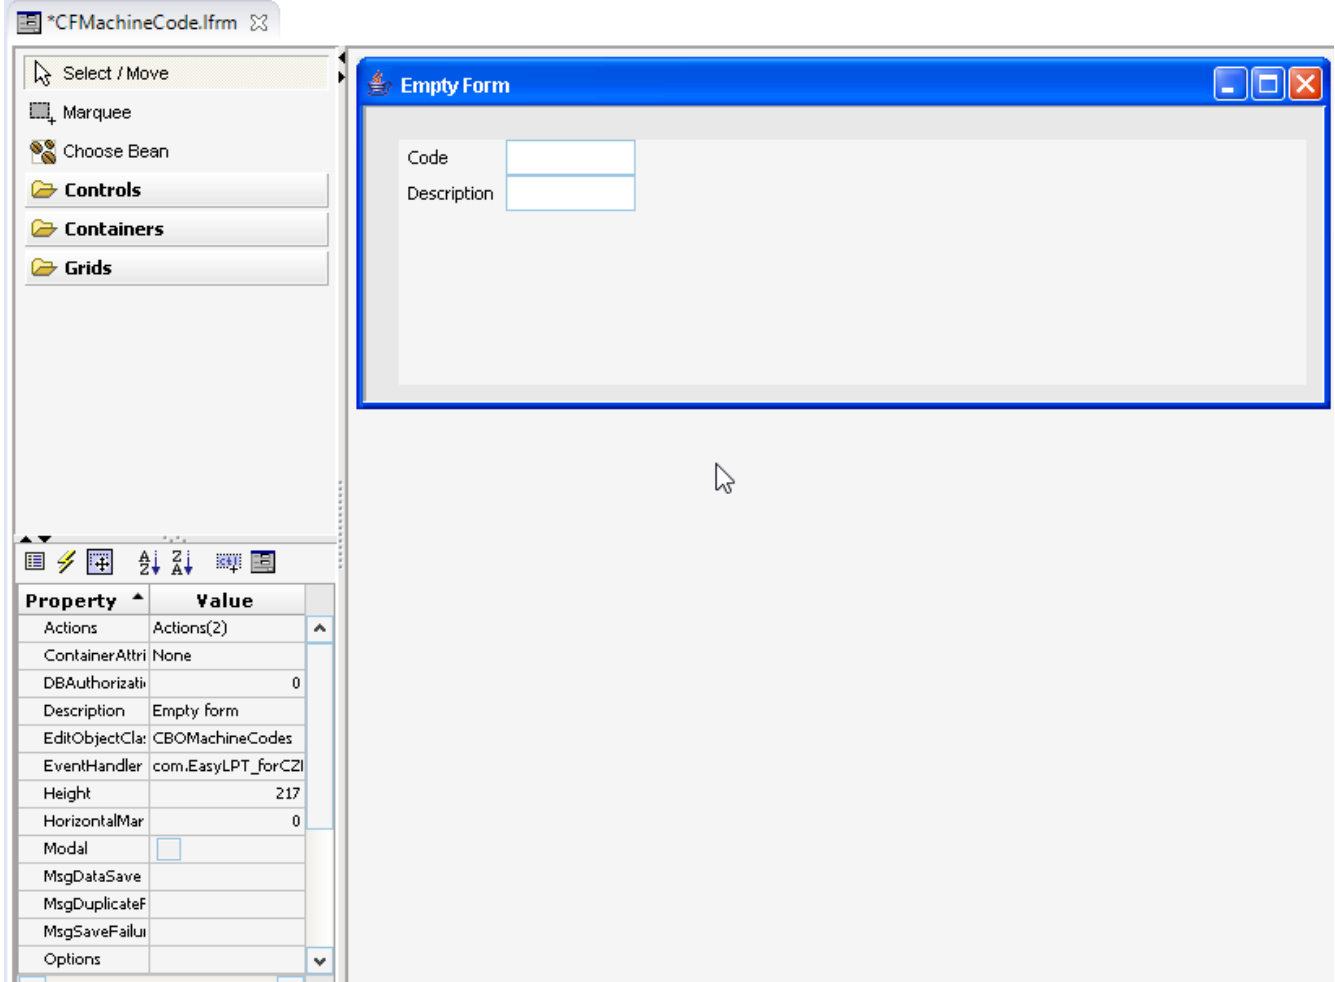 *CFMachineCode.lfrm
Select / Move
Marquee
Choose Bean
Controls
Containers
Grids
Empty Form
Code
Description
Property Value
Actions Actions(2)
ContainerAttri None
DBAuthorizati 0
Description Empty form
EditObjectCla: CBOMachineCodes
EventHandler com.EasyLPT_forCZI
Height 217
HorizontalMar 0
Modal
MsgDataSave
MsgDuplicateF
MsgSaveFailui
Options